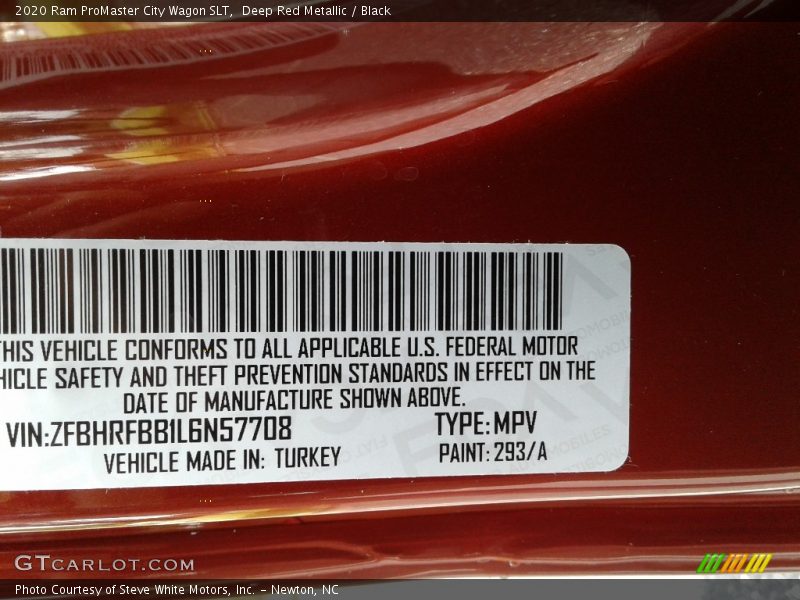 2020 Ram ProMaster City Wagon SLT, Deep Red Metallic / Black
THIS VEHICLE CONFORMS TO ALL APPLICABLE U.S. FEDERAL MOTOR
HICLE SAFETY AND THEFT PREVENTION STANDARDS IN EFFECT ON THE
DATE OF MANUFACTURE SHOWN ABOVE.
VIN:ZFBHRFBB1L6N57708 TYPE:MPV
VEHICLE MADE IN: TURKEY PAINT: 293/A
GTCARLOT.COM
Photo Courtesy of Steve White Motors, Inc. – Newton, NC